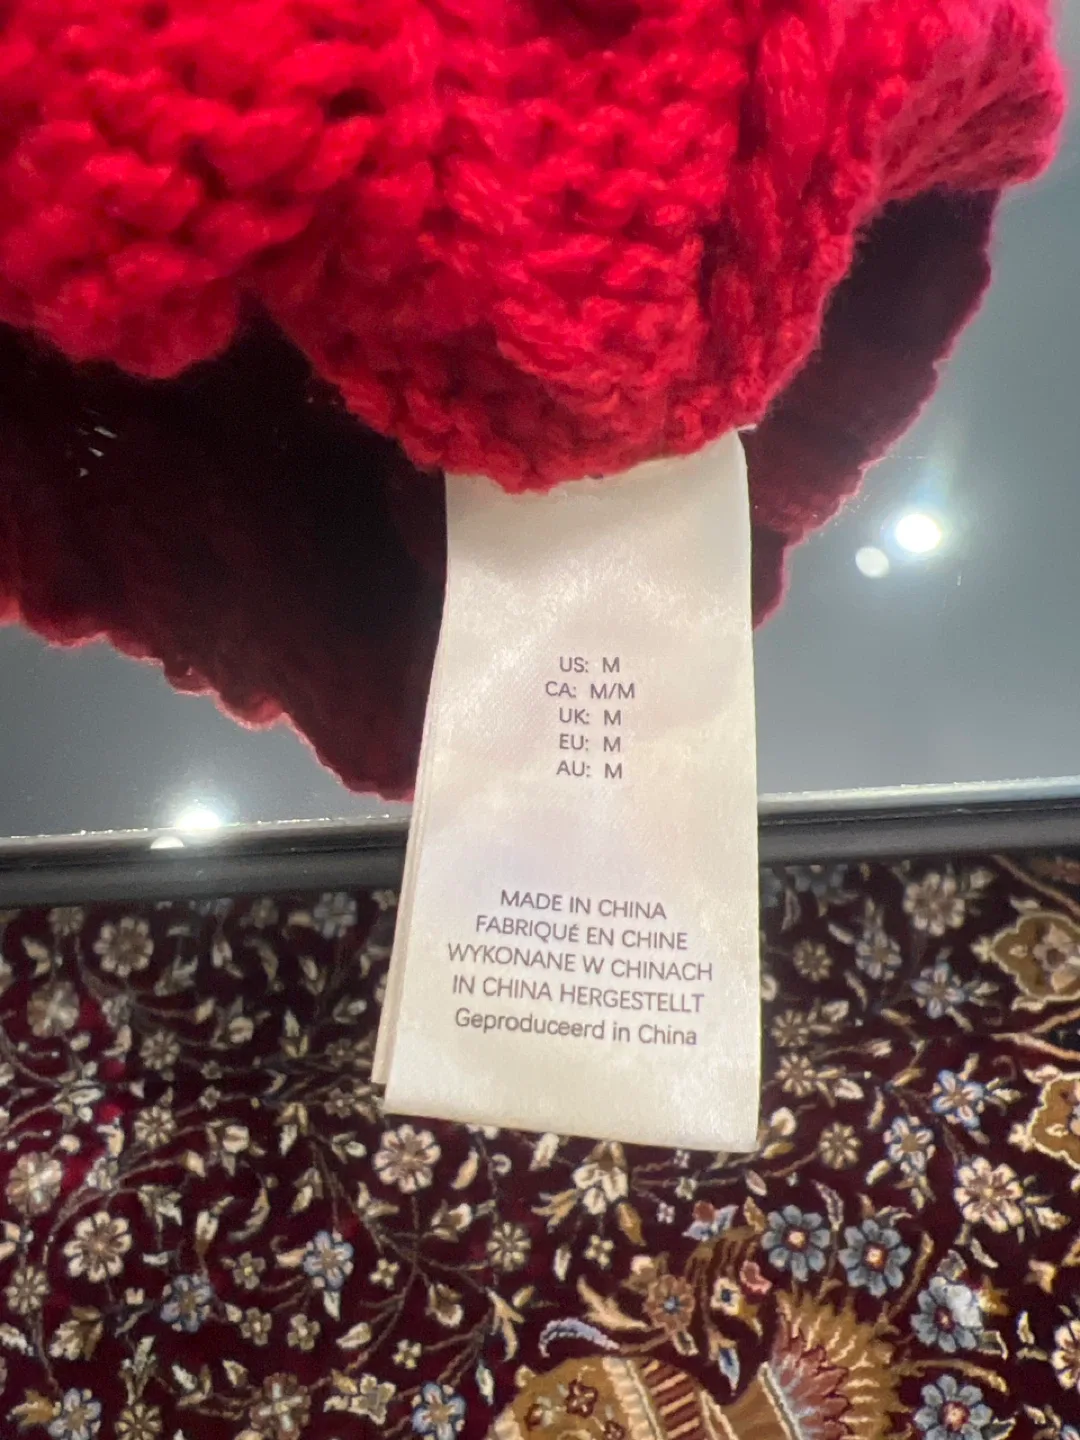 US: M
CA: M/M
UK: M
EU: M
AU: M
MADE IN CHINA
FABRIQUÉ EN CHINE
WYKONANE W CHINACH
IN CHINA HERGESTELLT
Geproduceerd in China